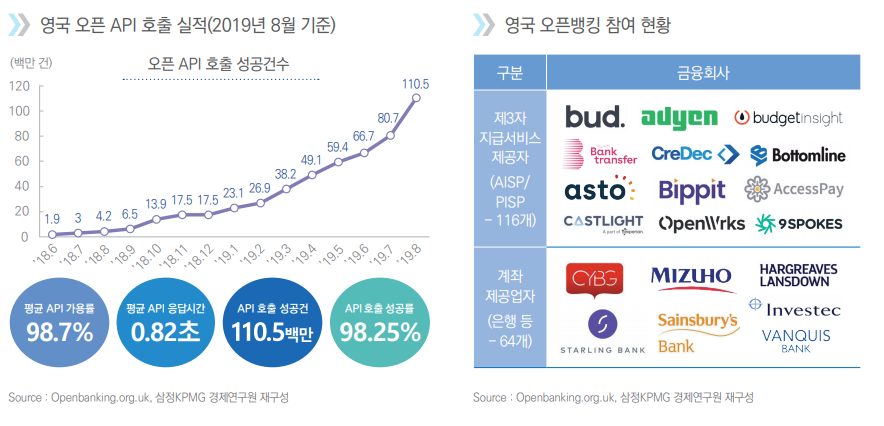 영국 오픈 API 호출 실적(2019년 8월 기준)
(백만 건)
오픈 API 호출 성공건수
120
100
80
60
40
20
0
1.9
3
4.2
6.5
13.9
17.5
17.5
23.1
26.9
38.2
49.1
59.4
66.7
80.7
110.5
'18.6
'18.7
'18.8
'18.9
'18.10
'18.11
'18.12
'19.1
'19.2
'19.3
'19.4
'19.5
'19.6
'19.7
'19.8
평균 API 가용률
98.7%
평균 API 응답시간
0.82초
API 호출 성공건
110.5백만
API 호출 성공률
98.25%
Source : Openbanking.org.uk, 삼정KPMG 경제연구원 재구성
영국 오픈뱅킹 참여 현황
구분
금융회사
제3자
지급서비스
제공자
(AISP/
PISP
- 116개)
bud.
adyen
budgetinsight
Bank
transfer
CreDec
Bottomline
asto
Bippit
AccessPay
CASTLIGHT
A part of experian
OpenWrks
9SPOKES
계좌
제공업자
(은행 등
- 64개)
CYBG
MIZUHO
HARGREAVES
LANSDOWN
STARLING BANK
Sainsbury's
Bank
Investec
VANQUIS
BANK
Source : Openbanking.org.uk, 삼정KPMG 경제연구원 재구성